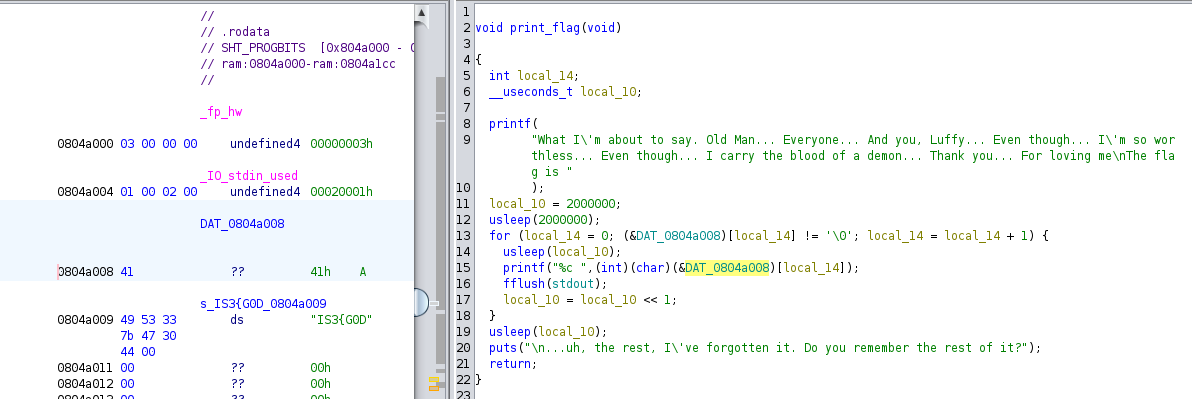 //
// .rodata
// SHT_PROGBITS  [0x804a000 - 
// ram:0804a000-ram:0804a1cc
//
_fp_hw
0804a000 03 00 00 00 undefined4 00000003h
_IO_stdin_used
0804a004 01 00 02 00 undefined4 00020001h
DAT_0804a008
0804a008 41 ?? 41h A
s_IS3{G0D_0804a009
0804a009 49 53 33 ds "IS3{G0D"
7b 47 30
44 00
0804a011 00 ?? 00h
0804a012 00 ?? 00h
0804a013 00 ?? 00h
1
2 void print_flag(void)
3
4 {
5 int local_14;
6 __useconds_t local_10;
7
8 printf(
9 "What I\'m about to say. Old Man... Everyone... And you, Luffy... Even though... I\'m so wor
thless... Even though... I carry the blood of a demon... Thank you... For loving me\nThe fla
g is "
10 );
11 local_10 = 2000000;
12 usleep(2000000);
13 for (local_14 = 0; (&DAT_0804a008)[local_14] != '\0'; local_14 = local_14 + 1) {
14 usleep(local_10);
15 printf("%c ",(int)(char)(&DAT_0804a008)[local_14]);
16 fflush(stdout);
17 local_10 = local_10 << 1;
18 }
19 usleep(local_10);
20 puts("\n...uh, the rest, I\'ve forgotten it. Do you remember the rest of it?");
21 return;
22 }
23